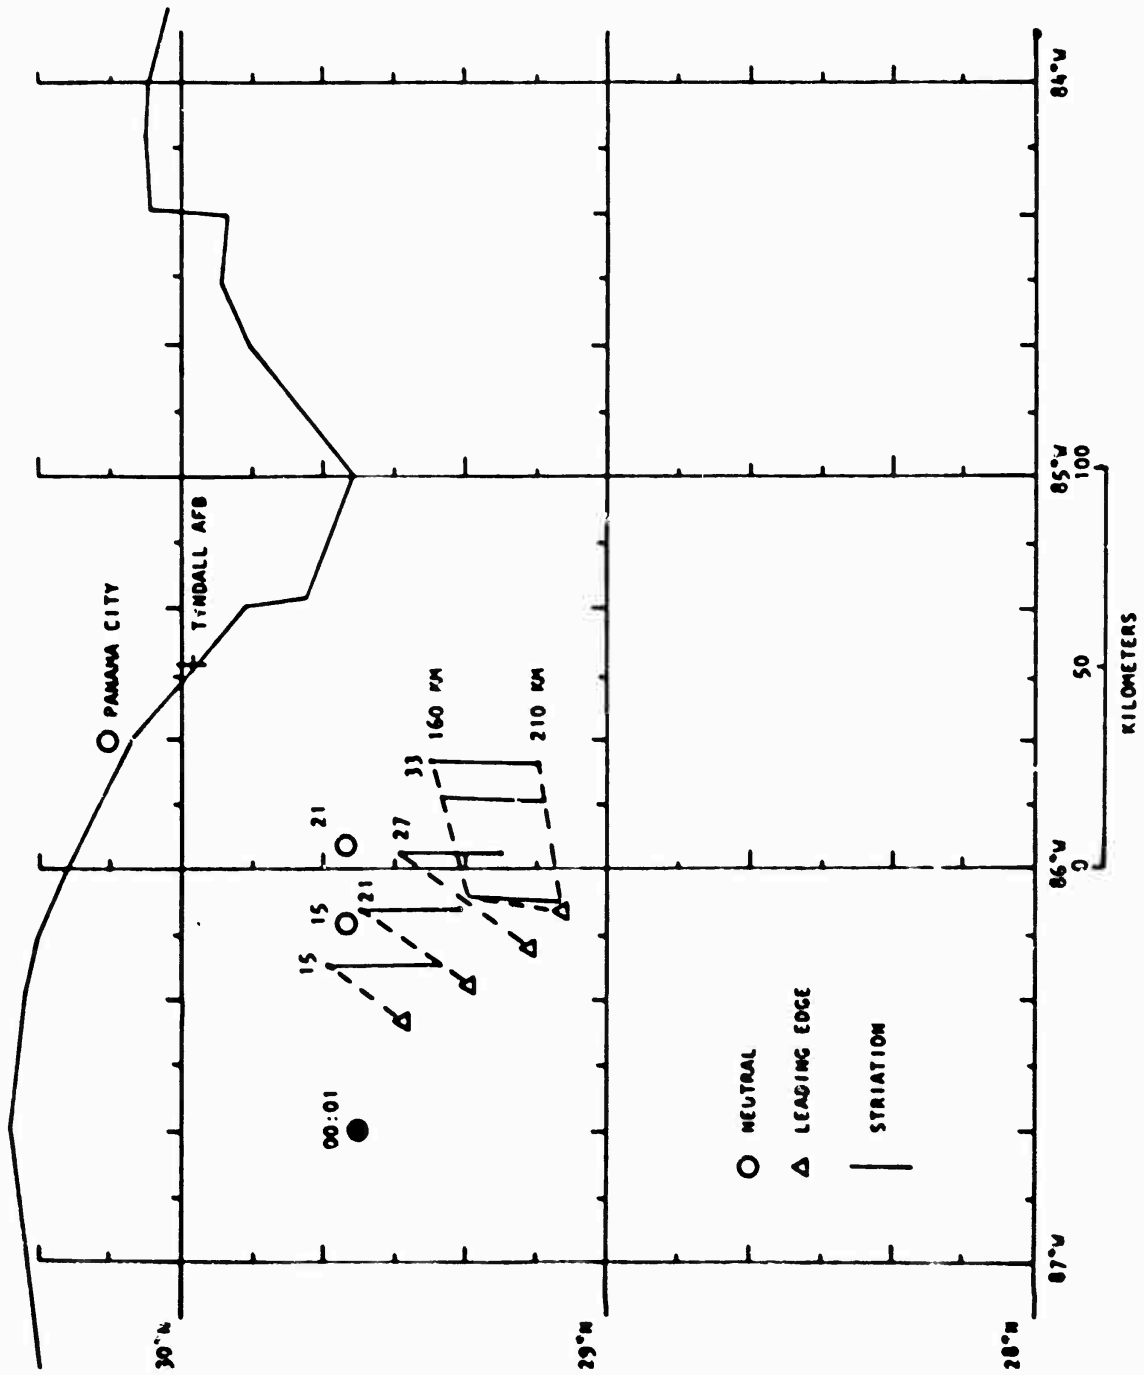 30°N
29°N
28°N
87°W
86°W
85°W
84°W
PANAMA CITY
TYNDALL AFB
00:01
15
15
21
21
27
33
160 KM
210 KM
NEUTRAL
LEADING EDGE
STRIATION
0
50
100
KILOMETERS